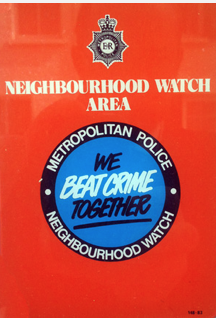 E R
NEIGHBOURHOOD WATCH
AREA
METROPOLITAN POLICE
WE
BEAT CRIME
TOGETHER
NEIGHBOURHOOD WATCH